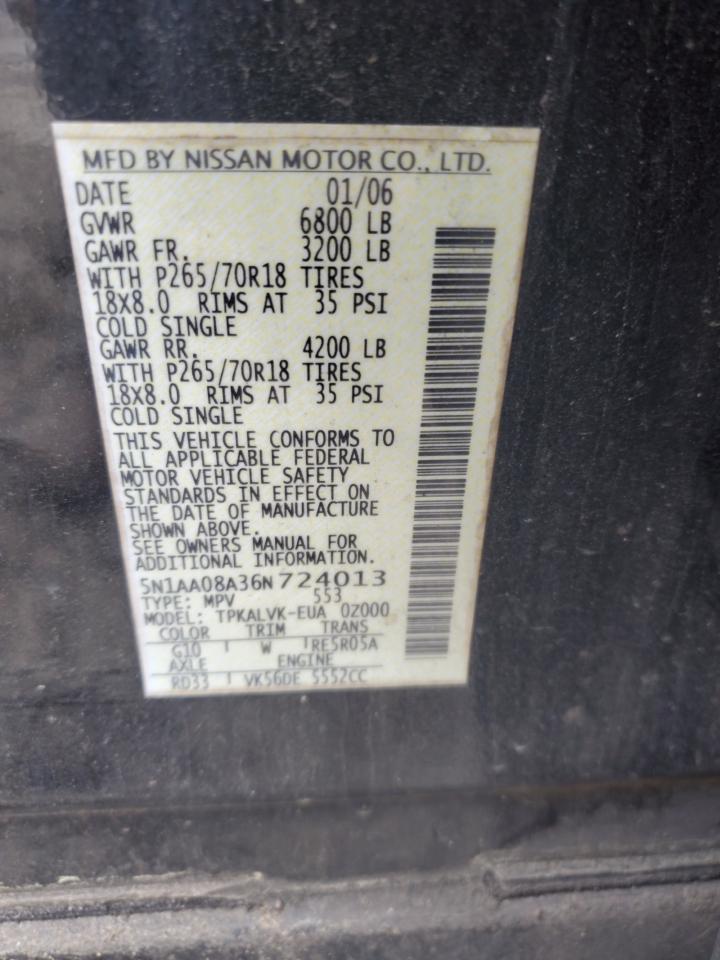 MFD BY NISSAN MOTOR CO., LTD.
DATE 01/06
GVWR 6800 LB
GAWR FR. 3200 LB
WITH P265/70R18 TIRES
18X8.0 RIMS AT 35 PSI
COLD SINGLE
GAWR RR. 4200 LB
WITH P265/70R18 TIRES
18X8.0 RIMS AT 35 PSI
COLD SINGLE
THIS VEHICLE CONFORMS TO
ALL APPLICABLE FEDERAL
MOTOR VEHICLE SAFETY
STANDARDS IN EFFECT ON
THE DATE OF MANUFACTURE
SHOWN ABOVE.
SEE OWNERS MANUAL FOR
ADDITIONAL INFORMATION.
5N1AA08A36N724013
TYPE: MPV 553
MODEL: TPKALVK-EUA 0Z000
COLOR TRIM TRANS
G10 W RE5R05A
AXLE ENGINE
RD33 VK56DE 5552CC